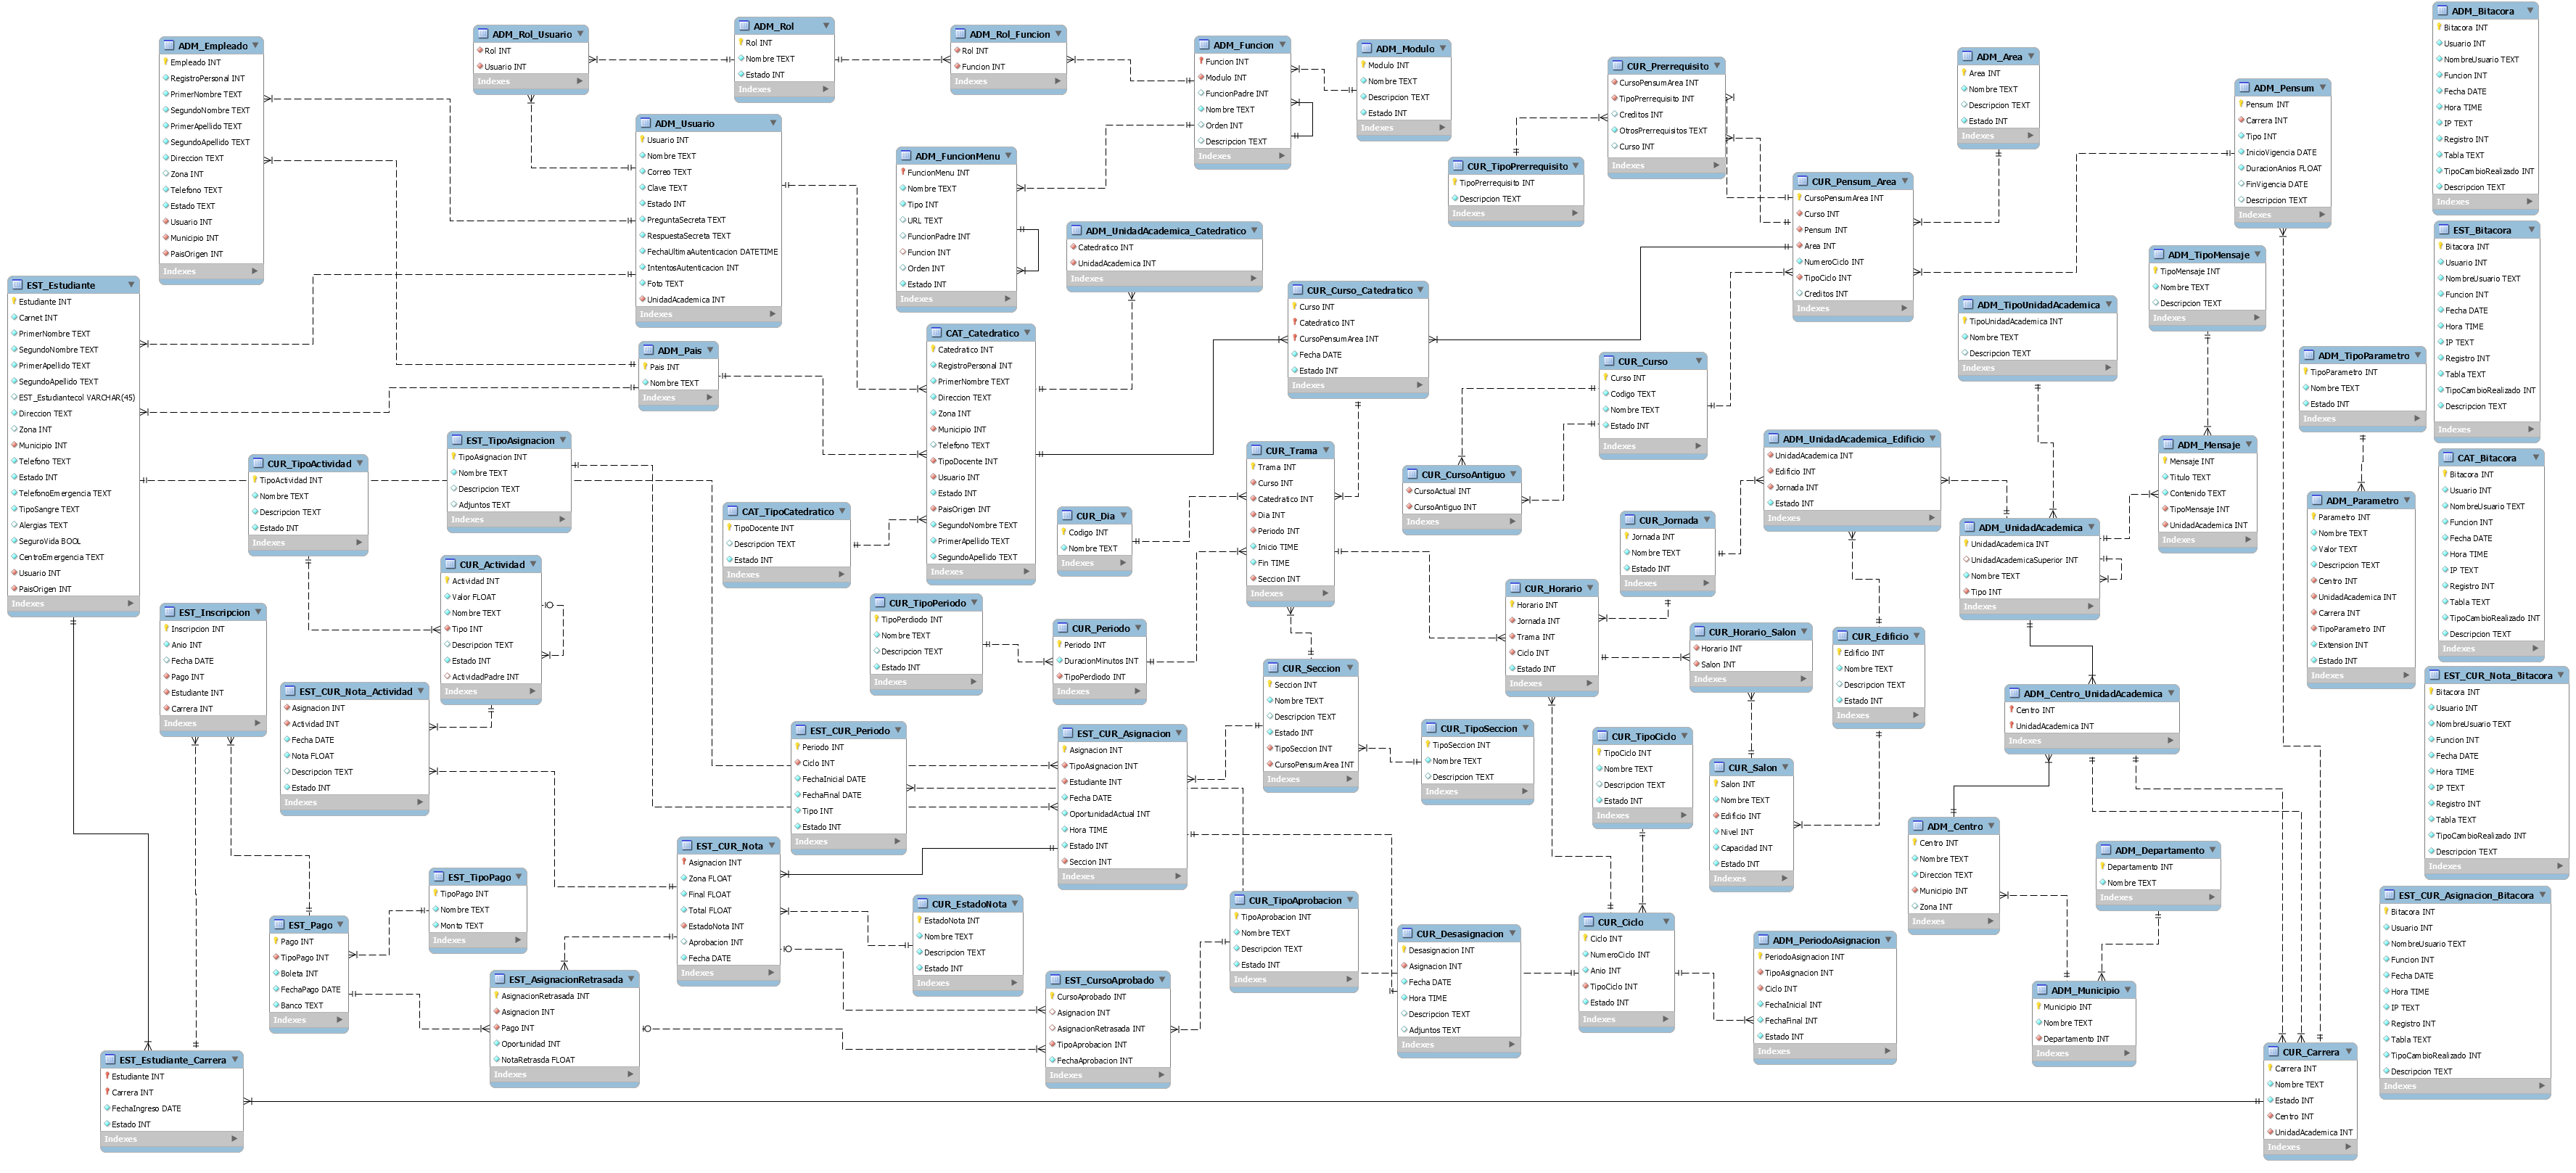 ADM_Empleado
Empleado INT
RegistroPersonal INT
PrimerNombre TEXT
SegundoNombre TEXT
PrimerApellido TEXT
SegundoApellido TEXT
Direccion TEXT
Zona INT
Telefono TEXT
Estado TEXT
Usuario INT
Municipio INT
PaisOrigen INT
Indexes
ADM_Rol_Usuario
Rol INT
Usuario INT
Indexes
ADM_Rol
Rol INT
Nombre TEXT
Estado INT
Indexes
ADM_Rol_Funcion
Rol INT
Funcion INT
Indexes
ADM_Funcion
Funcion INT
Modulo INT
FuncionPadre INT
Nombre TEXT
Orden INT
Descripcion TEXT
Indexes
ADM_Modulo
Modulo INT
Nombre TEXT
Descripcion TEXT
Estado INT
Indexes
CUR_Prerrequisito
CursoPensumArea INT
TipoPrerrequisito INT
Creditos INT
OtrosPrerrequisitos TEXT
Curso INT
Indexes
CUR_TipoPrerrequisito
TipoPrerrequisito INT
Descripcion TEXT
Indexes
ADM_Area
Area INT
Nombre TEXT
Descripcion TEXT
Estado INT
Indexes
ADM_Pensum
Pensum INT
Carrera INT
Tipo INT
InicioVigencia DATE
DuracionAnios FLOAT
FinVigencia DATE
Descripcion TEXT
Indexes
ADM_Bitacora
Bitacora INT
Usuario INT
NombreUsuario TEXT
Funcion INT
Fecha DATE
Hora TIME
IP TEXT
Registro INT
Tabla TEXT
TipoCambioRealizado INT
Descripcion TEXT
Indexes
ADM_Usuario
Usuario INT
Nombre TEXT
Correo TEXT
Clave TEXT
Estado INT
PreguntaSecreta TEXT
RespuestaSecreta TEXT
FechaUltimaAutenticacion DATETIME
IntentosAutenticacion INT
Foto TEXT
UnidadAcademica INT
Indexes
ADM_FuncionMenu
FuncionMenu INT
Nombre TEXT
Tipo INT
URL TEXT
FuncionPadre INT
Funcion INT
Orden INT
Estado INT
Indexes
ADM_UnidadAcademica_Catedratico
Catedratico INT
UnidadAcademica INT
Indexes
CUR_Pensum_Area
CursoPensumArea INT
Curso INT
Pensum INT
Area INT
NumeroCiclo INT
TipoCiclo INT
Creditos INT
Indexes
EST_Bitacora
Bitacora INT
Usuario INT
NombreUsuario TEXT
Funcion INT
Fecha DATE
Hora TIME
IP TEXT
Registro INT
Tabla TEXT
TipoCambioRealizado INT
Descripcion TEXT
Indexes
EST_Estudiante
Estudiante INT
Carnet INT
PrimerNombre TEXT
SegundoNombre TEXT
PrimerApellido TEXT
SegundoApellido TEXT
EST_Estudiantecol VARCHAR(45)
Direccion TEXT
Zona INT
Municipio INT
Telefono TEXT
Estado INT
TelefonoEmergencia TEXT
TipoSangre TEXT
Alergias TEXT
SeguroVida BOOL
CentroEmergencia TEXT
Usuario INT
PaisOrigen INT
Indexes
ADM_Pais
Pais INT
Nombre TEXT
Indexes
CAT_Catedratico
Catedratico INT
RegistroPersonal INT
PrimerNombre TEXT
Direccion TEXT
Zona INT
Municipio INT
Telefono TEXT
TipoDocente INT
Usuario INT
Estado INT
PaisOrigen INT
SegundoNombre TEXT
PrimerApellido TEXT
SegundoApellido TEXT
Indexes
CUR_Curso_Catedratico
Curso INT
Catedratico INT
CursoPensumArea INT
Fecha DATE
Estado INT
Indexes
CUR_Curso
Curso INT
Codigo TEXT
Nombre TEXT
Estado INT
Indexes
ADM_TipoUnidadAcademica
TipoUnidadAcademica INT
Nombre TEXT
Descripcion TEXT
Indexes
ADM_TipoMensaje
TipoMensaje INT
Nombre TEXT
Descripcion TEXT
Indexes
ADM_TipoParametro
TipoParametro INT
Nombre TEXT
Estado INT
Indexes
CUR_TipoActividad
TipoActividad INT
Nombre TEXT
Descripcion TEXT
Estado INT
Indexes
EST_TipoAsignacion
TipoAsignacion INT
Nombre TEXT
Descripcion TEXT
Adjuntos TEXT
Indexes
CAT_TipoCatedratico
TipoDocente INT
Descripcion TEXT
Estado INT
Indexes
CUR_Dia
Codigo INT
Nombre TEXT
Indexes
CUR_Trama
Trama INT
Curso INT
Catedratico INT
Dia INT
Periodo INT
Inicio TIME
Fin TIME
Seccion INT
Indexes
CUR_CursoAntiguo
CursoActual INT
CursoAntiguo INT
Indexes
ADM_UnidadAcademica_Edificio
UnidadAcademica INT
Edificio INT
Jornada INT
Estado INT
Indexes
ADM_Mensaje
Mensaje INT
Titulo TEXT
Contenido TEXT
TipoMensaje INT
UnidadAcademica INT
Indexes
ADM_Parametro
Parametro INT
Nombre TEXT
Valor TEXT
Descripcion TEXT
Centro INT
UnidadAcademica INT
Carrera INT
TipoParametro INT
Extension INT
Estado INT
Indexes
CAT_Bitacora
Bitacora INT
Usuario INT
NombreUsuario TEXT
Funcion INT
Fecha DATE
Hora TIME
IP TEXT
Registro INT
Tabla TEXT
TipoCambioRealizado INT
Descripcion TEXT
Indexes
CUR_Jornada
Jornada INT
Nombre TEXT
Estado INT
Indexes
ADM_UnidadAcademica
UnidadAcademica INT
UnidadAcademicaSuperior INT
Nombre TEXT
Tipo INT
Indexes
CUR_Actividad
Actividad INT
Valor FLOAT
Nombre TEXT
Tipo INT
Descripcion TEXT
Estado INT
ActividadPadre INT
Indexes
EST_Inscripcion
Inscripcion INT
Anio INT
Fecha DATE
Pago INT
Estudiante INT
Carrera INT
Indexes
CUR_TipoPeriodo
TipoPerdiodo INT
Nombre TEXT
Descripcion TEXT
Estado INT
Indexes
CUR_Periodo
Periodo INT
DuracionMinutos INT
TipoPerdiodo INT
Indexes
CUR_Horario
Horario INT
Jornada INT
Trama INT
Ciclo INT
Estado INT
Indexes
CUR_Horario_Salon
Horario INT
Salon INT
Indexes
CUR_Edificio
Edificio INT
Nombre TEXT
Descripcion TEXT
Estado INT
Indexes
EST_CUR_Nota_Actividad
Asignacion INT
Actividad INT
Fecha DATE
Nota FLOAT
Descripcion TEXT
Estado INT
Indexes
CUR_Seccion
Seccion INT
Nombre TEXT
Descripcion TEXT
Estado INT
TipoSeccion INT
CursoPensumArea INT
Indexes
ADM_Centro_UnidadAcademica
Centro INT
UnidadAcademica INT
Indexes
EST_CUR_Nota_Bitacora
Bitacora INT
Usuario INT
NombreUsuario TEXT
Funcion INT
Fecha DATE
Hora TIME
IP TEXT
Registro INT
Tabla TEXT
TipoCambioRealizado INT
Descripcion TEXT
Indexes
EST_CUR_Periodo
Periodo INT
Ciclo INT
FechaInicial DATE
FechaFinal DATE
Tipo INT
Estado INT
Indexes
EST_CUR_Asignacion
Asignacion INT
TipoAsignacion INT
Estudiante INT
Fecha DATE
OportunidadActual INT
Hora TIME
Estado INT
Seccion INT
Indexes
CUR_TipoSeccion
TipoSeccion INT
Nombre TEXT
Descripcion TEXT
Indexes
CUR_TipoCiclo
TipoCiclo INT
Nombre TEXT
Descripcion TEXT
Estado INT
Indexes
CUR_Salon
Salon INT
Nombre TEXT
Edificio INT
Nivel INT
Capacidad INT
Estado INT
Indexes
ADM_Centro
Centro INT
Nombre TEXT
Direccion TEXT
Municipio INT
Zona INT
Indexes
ADM_Departamento
Departamento INT
Nombre TEXT
Indexes
EST_CUR_Nota
Asignacion INT
Zona FLOAT
Final FLOAT
Total FLOAT
EstadoNota INT
Aprobacion INT
Fecha DATE
Indexes
EST_TipoPago
TipoPago INT
Nombre TEXT
Monto TEXT
Indexes
EST_Pago
Pago INT
TipoPago INT
Boleta INT
FechaPago DATE
Banco TEXT
Indexes
CUR_EstadoNota
EstadoNota INT
Nombre TEXT
Descripcion TEXT
Estado INT
Indexes
CUR_TipoAprobacion
TipoAprobacion INT
Nombre TEXT
Descripcion TEXT
Estado INT
Indexes
CUR_Desasignacion
Desasignacion INT
Asignacion INT
Fecha DATE
Hora TIME
Descripcion TEXT
Adjuntos TEXT
Indexes
CUR_Ciclo
Ciclo INT
NumeroCiclo INT
Anio INT
TipoCiclo INT
Estado INT
Indexes
ADM_PeriodoAsignacion
PeriodoAsignacion INT
TipoAsignacion INT
Ciclo INT
FechaInicial INT
FechaFinal INT
Estado INT
Indexes
ADM_Municipio
Municipio INT
Nombre TEXT
Departamento INT
Indexes
EST_CUR_Asignacion_Bitacora
Bitacora INT
Usuario INT
NombreUsuario TEXT
Funcion INT
Fecha DATE
Hora TIME
IP TEXT
Registro INT
Tabla TEXT
TipoCambioRealizado INT
Descripcion TEXT
Indexes
EST_AsignacionRetrasada
AsignacionRetrasada INT
Asignacion INT
Pago INT
Oportunidad INT
NotaRetrasda FLOAT
Indexes
EST_CursoAprobado
CursoAprobado INT
Asignacion INT
AsignacionRetrasada INT
TipoAprobacion INT
FechaAprobacion INT
Indexes
EST_Estudiante_Carrera
Estudiante INT
Carrera INT
FechaIngreso DATE
Estado INT
Indexes
CUR_Carrera
Carrera INT
Nombre TEXT
Estado INT
Centro INT
UnidadAcademica INT
Indexes